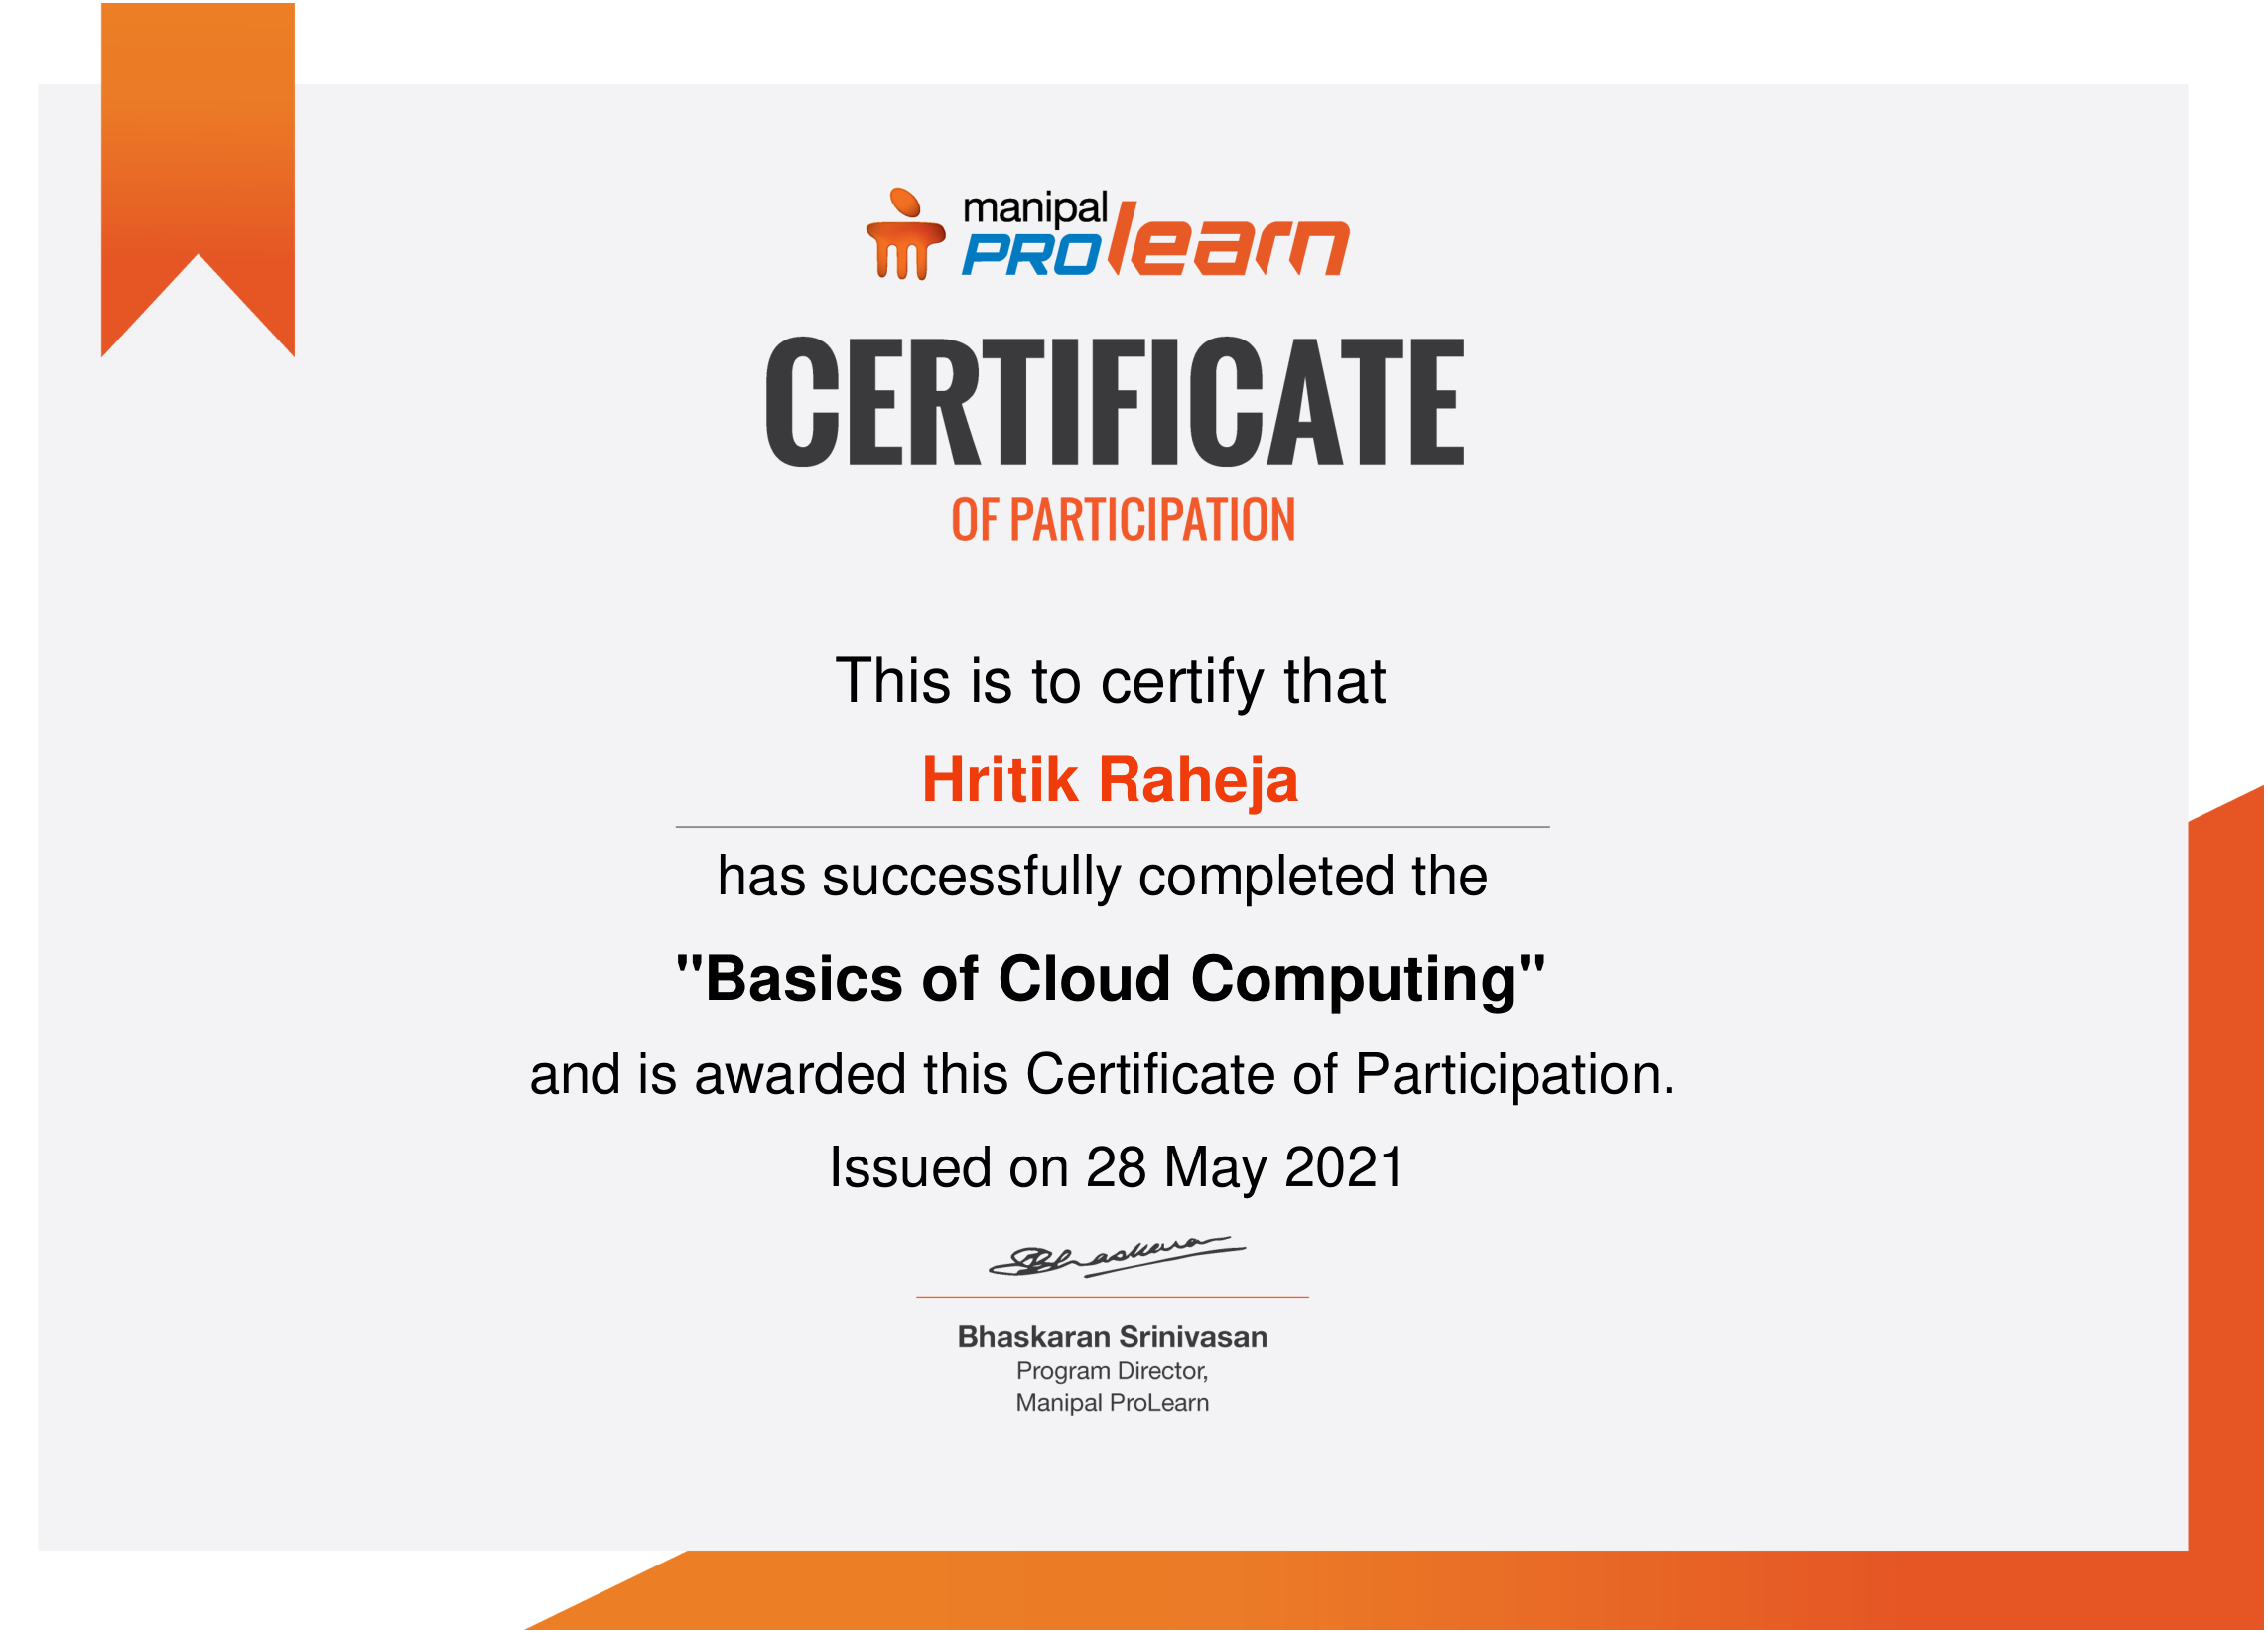 manipal
PROlearn
CERTIFICATE
OF PARTICIPATION
This is to certify that
Hritik Raheja
has successfully completed the
"Basics of Cloud Computing"
and is awarded this Certificate of Participation.
Issued on 28 May 2021
Bhaskaran Srinivasan
Program Director,
Manipal ProLearn